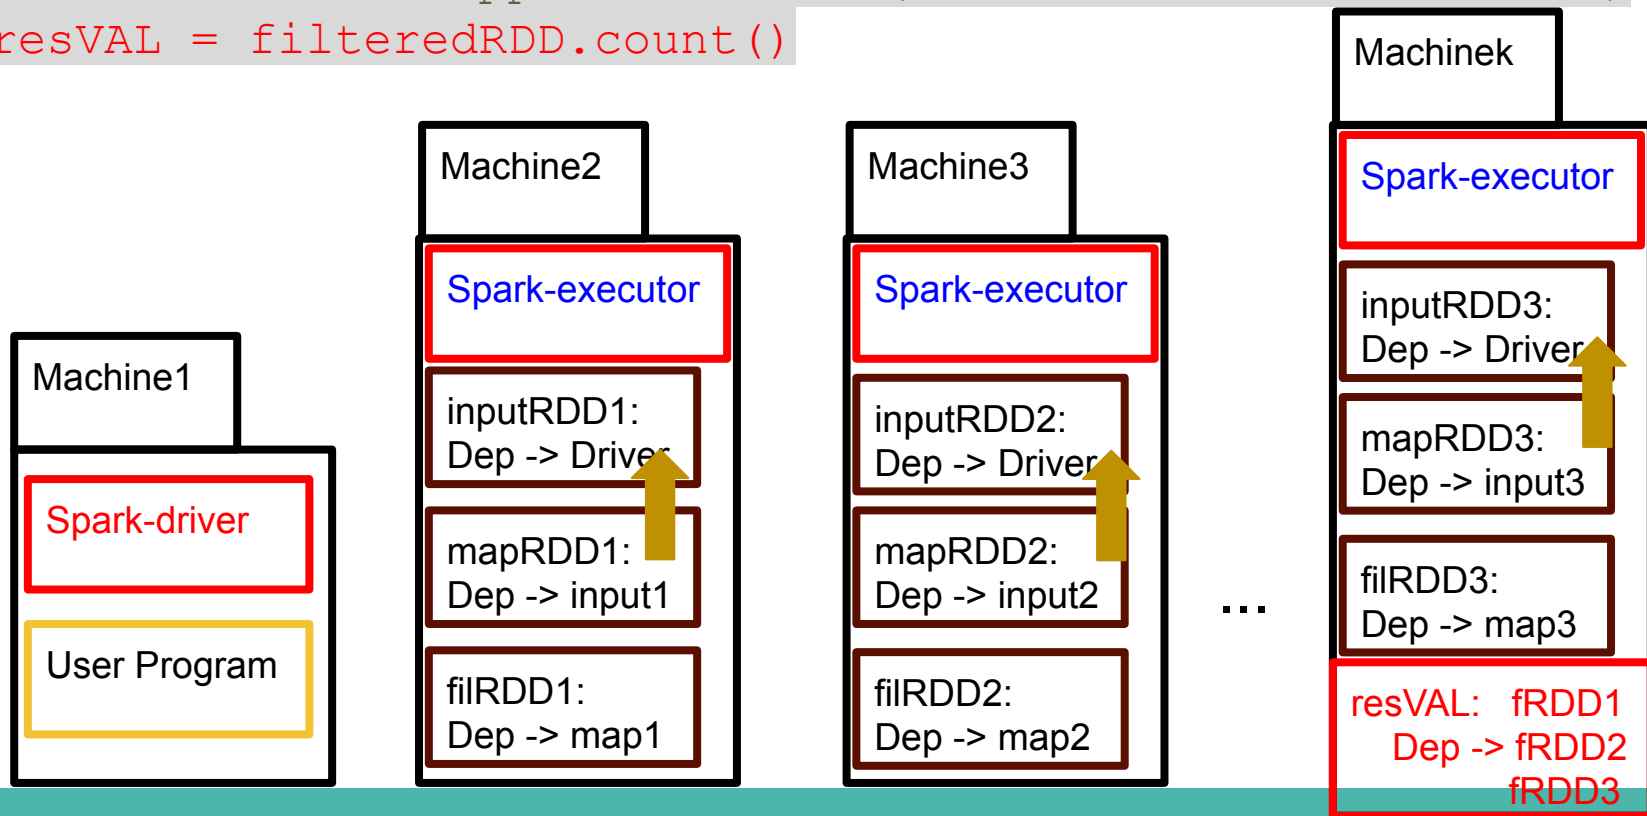 resVAL = filteredRDD.count()
Machine1
Spark-driver
User Program
Machine2
Spark-executor
inputRDD1:
Dep -> Driver
mapRDD1:
Dep -> input1
filRDD1:
Dep -> map1
Machine3
Spark-executor
inputRDD2:
Dep -> Driver
mapRDD2:
Dep -> input2
filRDD2:
Dep -> map2
...
Machinek
Spark-executor
inputRDD3:
Dep -> Driver
mapRDD3:
Dep -> input3
filRDD3:
Dep -> map3
resVAL: fRDD1
Dep -> fRDD2
fRDD3